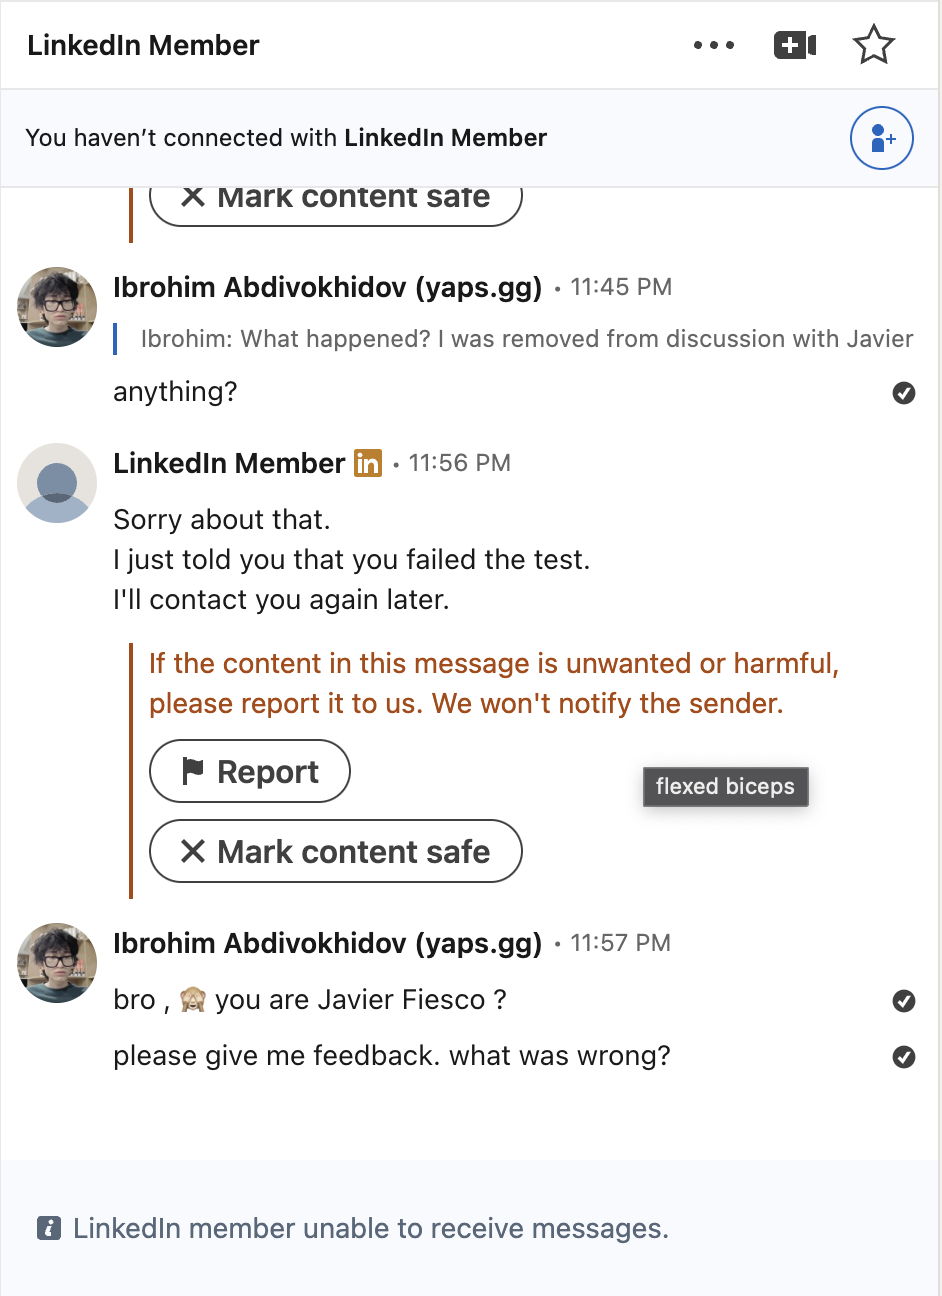 LinkedIn Member
You haven't connected with LinkedIn Member
Mark content safe
Ibrohim Abdivokhidov (yaps.gg) • 11:45 PM
Ibrohim: What happened? I was removed from discussion with Javier
anything?
LinkedIn Member in • 11:56 PM
Sorry about that.
I just told you that you failed the test.
I'll contact you again later.
If the content in this message is unwanted or harmful,
please report it to us. We won't notify the sender.
Report
flexed biceps
Mark content safe
Ibrohim Abdivokhidov (yaps.gg) • 11:57 PM
bro , 🙈 you are Javier Fiesco ?
please give me feedback. what was wrong?
LinkedIn member unable to receive messages.